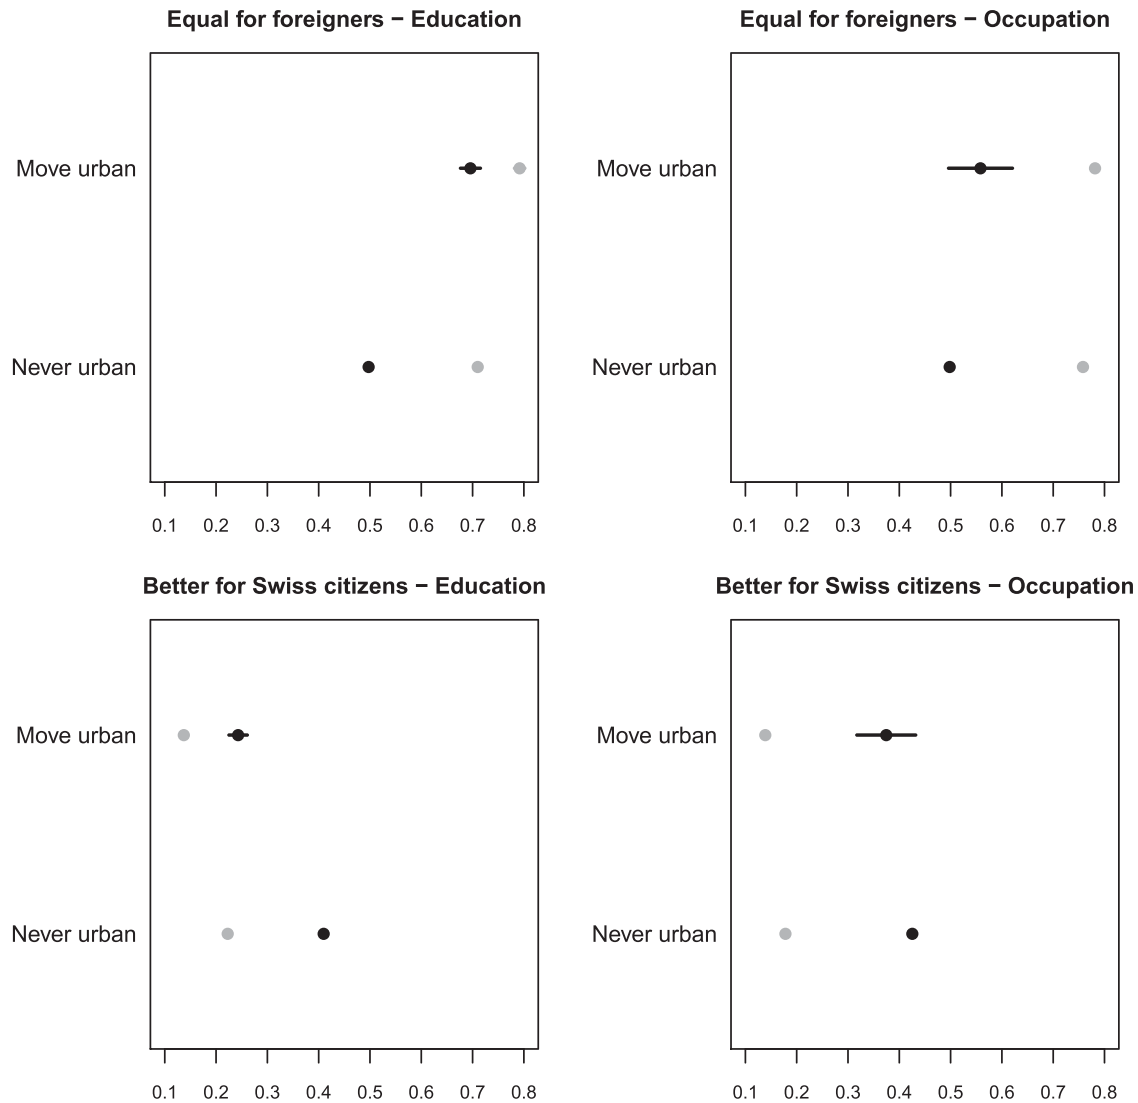 Equal for foreigners − Education
Move urban
Never urban
0.1 0.2 0.3 0.4 0.5 0.6 0.7 0.8
Equal for foreigners − Occupation
Move urban
Never urban
0.1 0.2 0.3 0.4 0.5 0.6 0.7 0.8
Better for Swiss citizens − Education
Move urban
Never urban
0.1 0.2 0.3 0.4 0.5 0.6 0.7 0.8
Better for Swiss citizens − Occupation
Move urban
Never urban
0.1 0.2 0.3 0.4 0.5 0.6 0.7 0.8